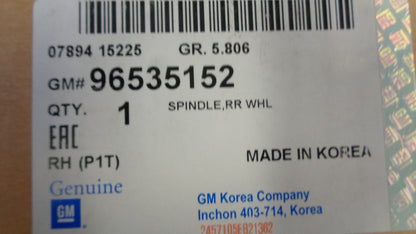 07894 15225 GR. 5.806
GM# 96535152
QTY. 1 SPINDLE,RR WHL
EAC
RH (P1T) MADE IN KOREA
Genuine
GM
GM Korea Company
Inchon 403-714, Korea